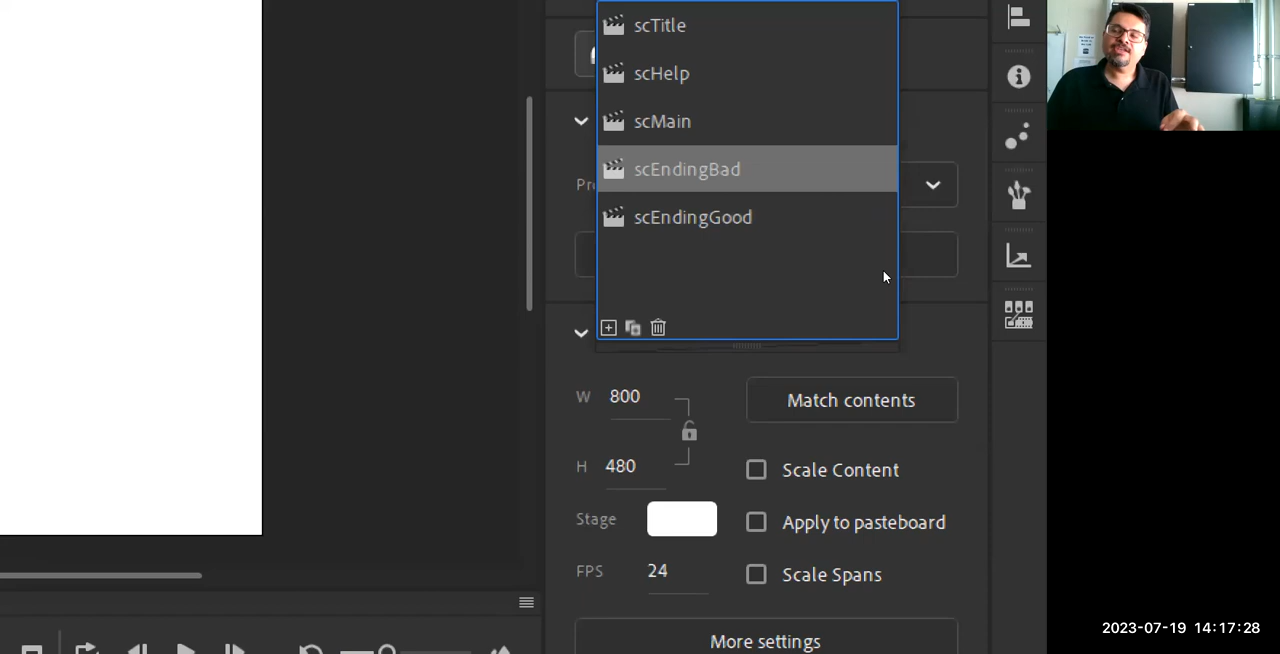 scTitle
scHelp
scMain
scEndingBad
scEndingGood
W 800
Match contents
H 480
Scale Content
Stage
Apply to pasteboard
FPS 24
Scale Spans
More settings
2023-07-19 14:17:28